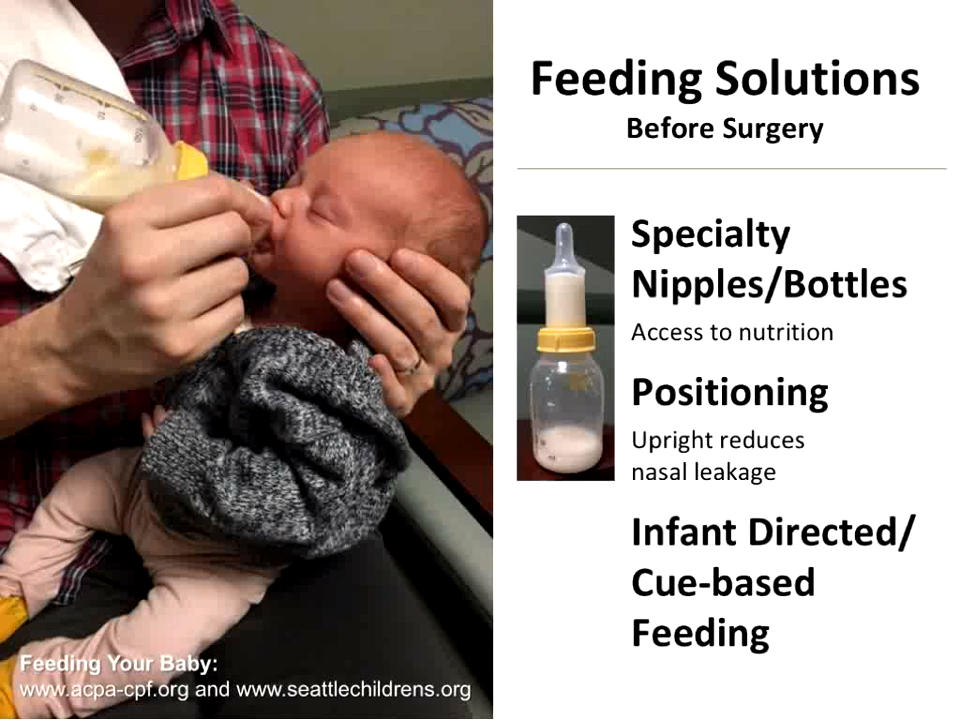 Feeding Solutions
Before Surgery
Specialty
Nipples/Bottles
Access to nutrition
Positioning
Upright reduces
nasal leakage
Infant Directed/
Cue-based
Feeding
Feeding Your Baby:
www.acpa-cpf.org and www.seattlechildrens.org